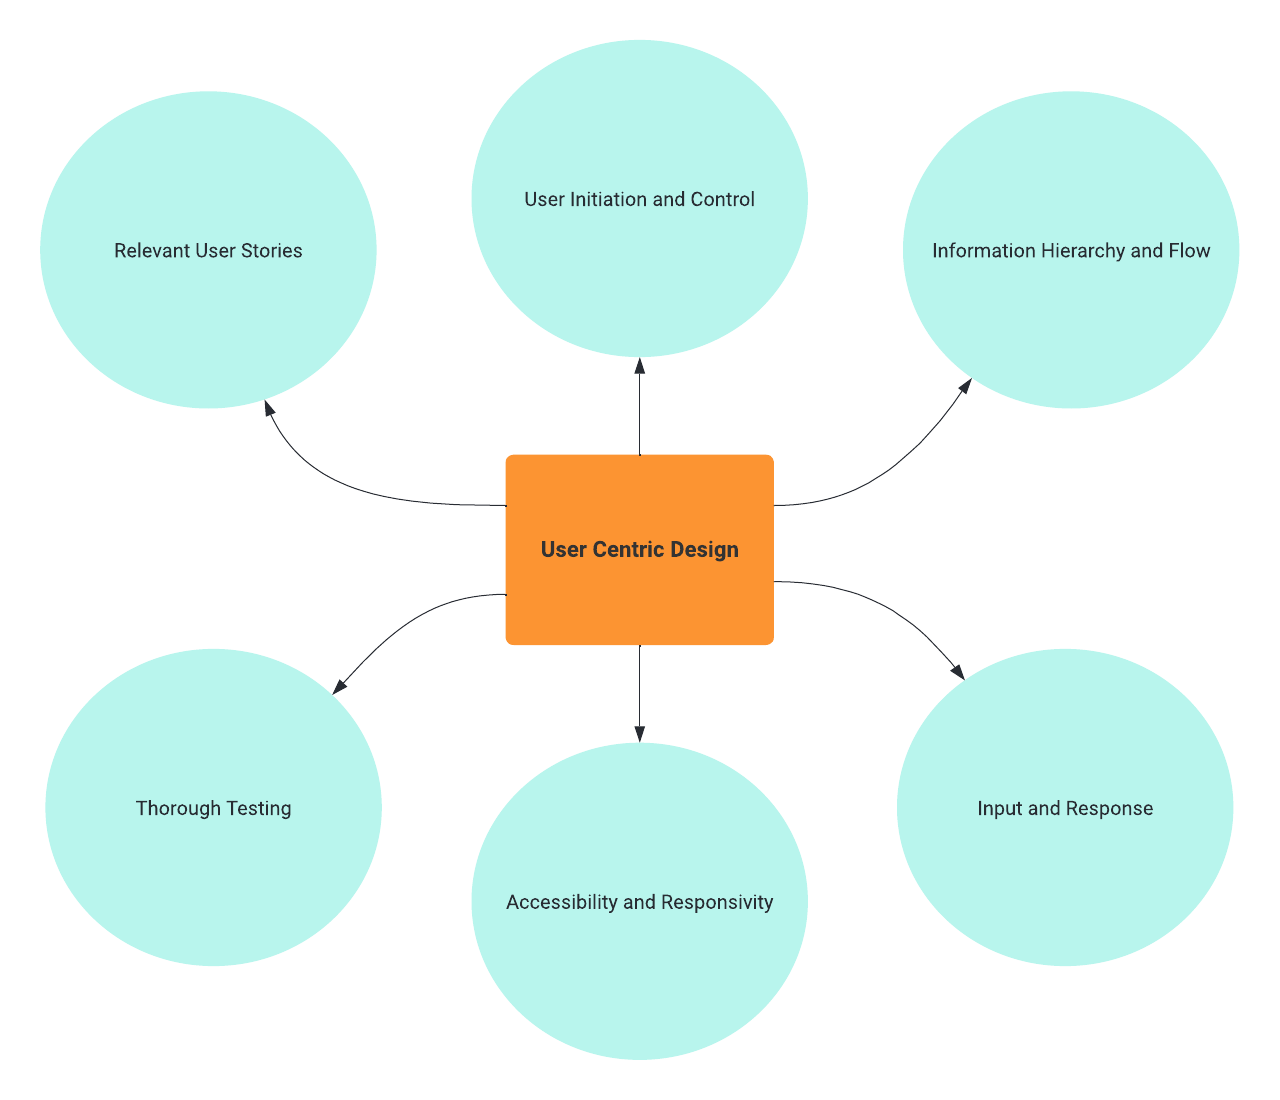 User Initiation and Control
Relevant User Stories
Information Hierarchy and Flow
User Centric Design
Thorough Testing
Input and Response
Accessibility and Responsivity